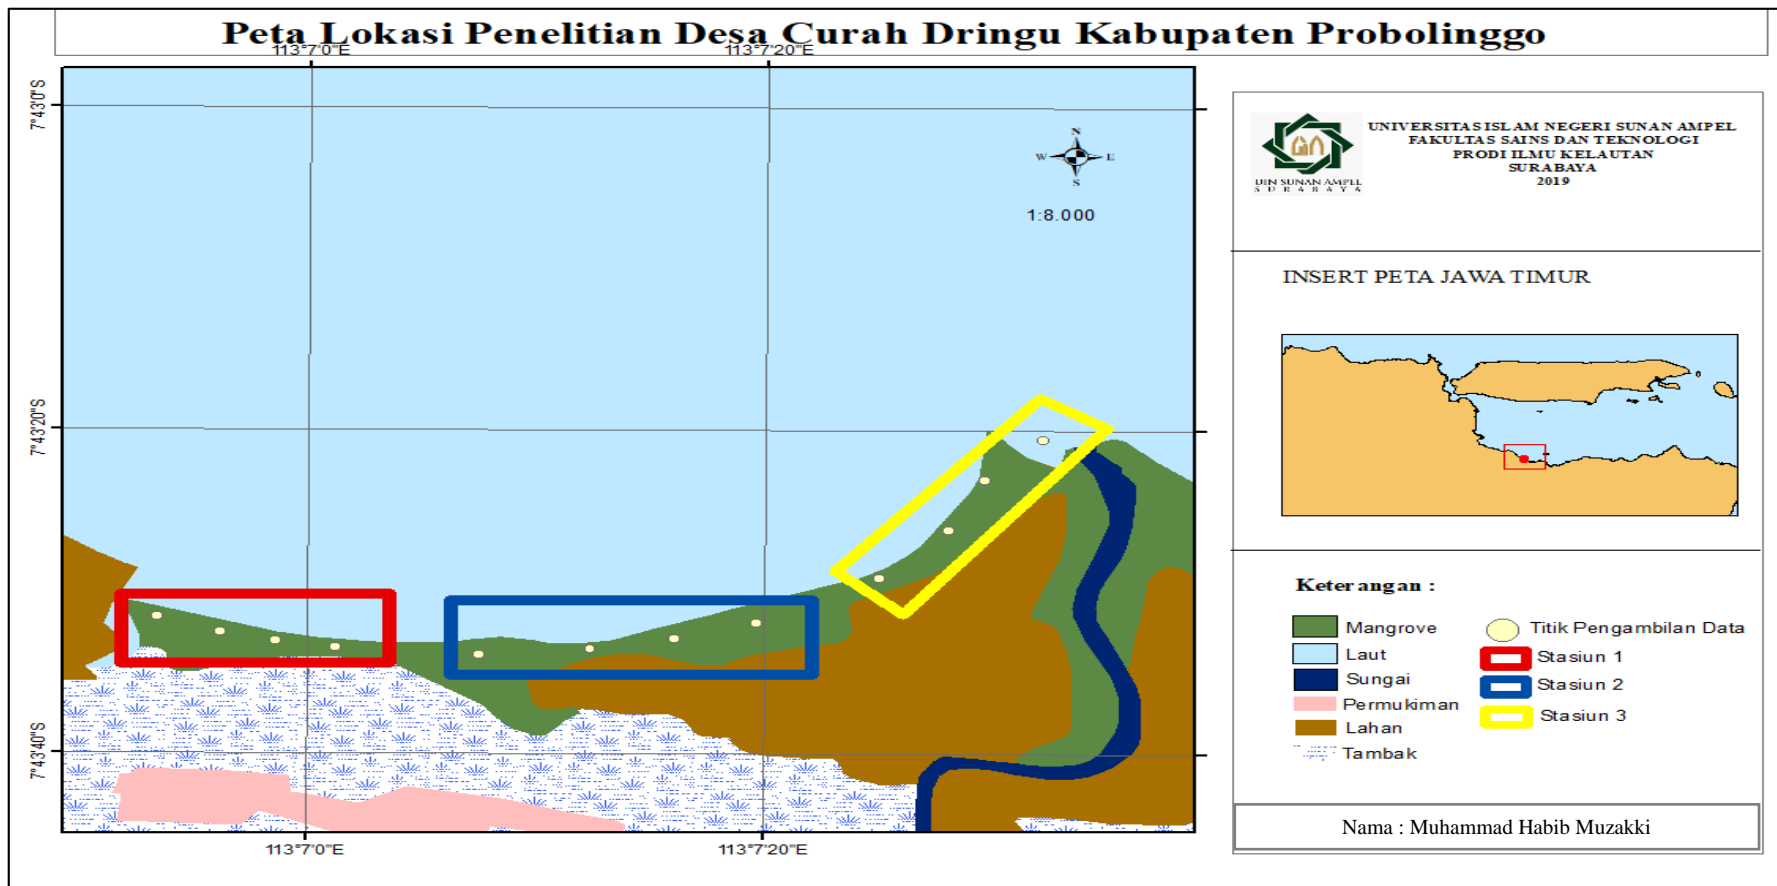 Peta Lokasi Penelitian Desa Curah Dringu Kabupaten Probolinggo
113°7'0"E
113°7'20"E
7°43'0"S
7°43'20"S
7°43'40"S
N
W
E
S
1:8.000
113°7'0"E
113°7'20"E
UIN SUNAN AMPEL
SURABAYA
UNIVERSITAS ISLAM NEGERI SUNAN AMPEL
FAKULTAS SAINS DAN TEKNOLOGI
PRODI ILMU KELAUTAN
SURABAYA
2019
INSERT PETA JAWA TIMUR
Keterangan :
Mangrove
Laut
Sungai
Permukiman
Lahan
Tambak
Titik Pengambilan Data
Stasiun 1
Stasiun 2
Stasiun 3
Nama : Muhammad Habib Muzakki